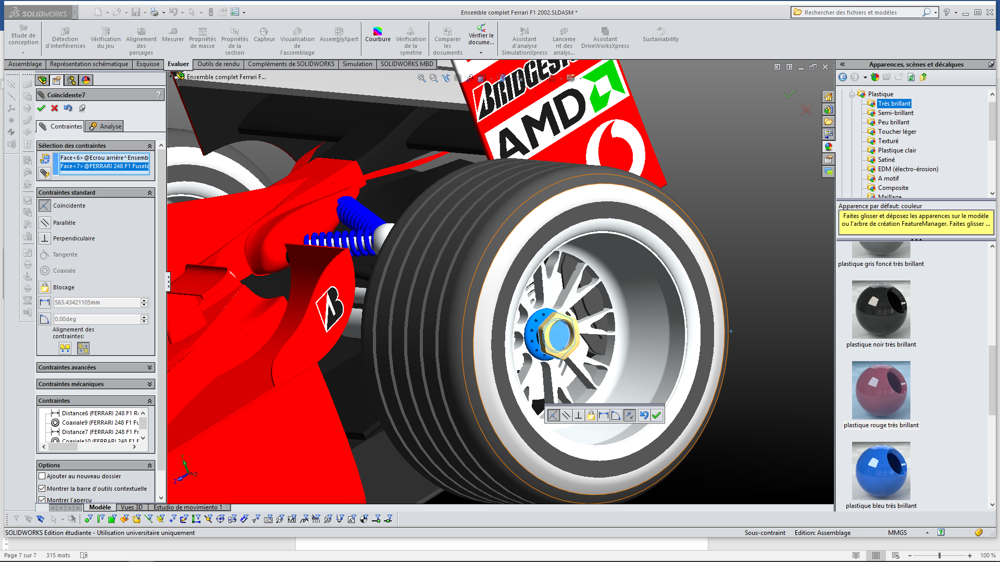 SOLIDWORKS
Ensemble complet Ferrari F1 2002.SLDASM *
Rechercher des fichiers et modèles
Etude de conception
Détection d'interférences
Vérification du jeu
Alignement des perçages
Mesurer
Propriétés de masse
Propriétés de la section
Capteur
Visualisation de l'assemblage
AssemblyXpert
Courbure
Vérification de la symétrie
Comparer les documents
Vérifier le docume...
Assistant d'analyse SimulationXpress
Lanceme nt des analys...
Assistant DriveWorksXpress
Sustainability
Assemblage
Représentation schématique
Esquisse
Evaluer
Outils de rendu
Compléments de SOLIDWORKS
Simulation
SOLIDWORKS MBD
Ensemble complet Ferrari F...
Coïncidente7
?
Contraintes
Analyse
Sélection des contraintes
Face<6>@Ecrou arrière^Ensemb
Face<7>@FERRARI 248 F1 Fusela
Contraintes standard
Coïncidente
Parallèle
Perpendiculaire
Tangente
Coaxiale
Blocage
563.43421105mm
0.00deg
Alignement des
contraintes:
Contraintes avancées
Contraintes mécaniques
Contraintes
Distance6 (FERRARI 248 F1 R
Coaxiale9 (FERRARI 248 F1 Fu
Distance7 (FERRARI 248 F1 Fr
Coaxiale10 (FERRARI 248 F1 F
Options
Ajouter au nouveau dossier
Montrer la barre d'outils contextuelle
Montrer l'aperçu
AMD
Apparences, scènes et décalques
Plastique
Très brillant
Semi-brillant
Peu brillant
Toucher léger
Texturé
Plastique clair
Satiné
EDM (électro-érosion)
A motif
Composite
Maillage
Apparence par défaut: couleur
Faites glisser et déposez les apparences sur le modèle
ou l'arbre de création FeatureManager. Faites glisser ...
plastique gris foncé très brillant
plastique noir très brillant
plastique rouge très brillant
plastique bleu très brillant
Modèle
Vues 3D
Estudio de movimiento 1
SOLIDWORKS Edition étudiante - Utilisation universitaire uniquement
Sous-contraint
Edition: Assemblage
MMGS
Page 7 sur 7
315 mots
100 %